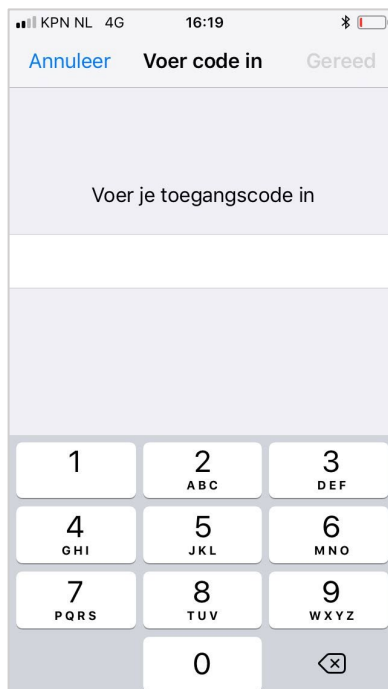 KPN NL 4G 16:19
Annuleer Voer code in Gereed
Voer je toegangscode in
1 2 3
ABC DEF
4 5 6
GHI JKL MNO
7 8 9
PQRS TUV WXYZ
0